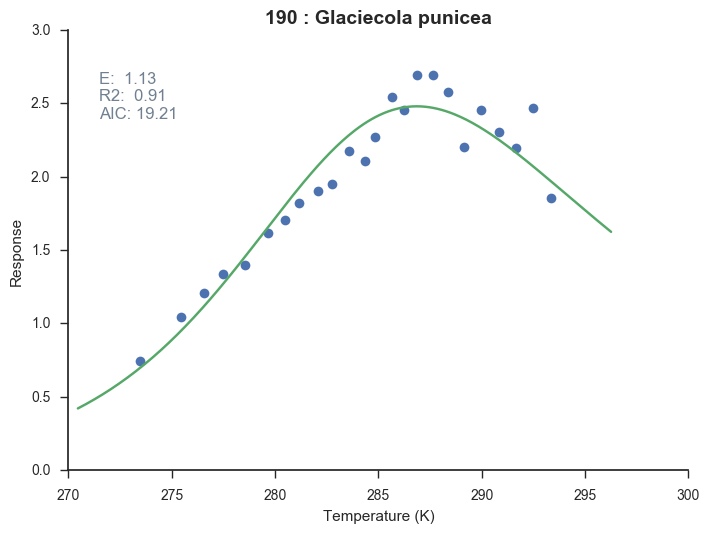 190 : Glaciecola punicea
E:  1.13
R2:  0.91
AIC: 19.21
Response
3.0
2.5
2.0
1.5
1.0
0.5
0.0
270 275 280 285 290 295 300
Temperature (K)